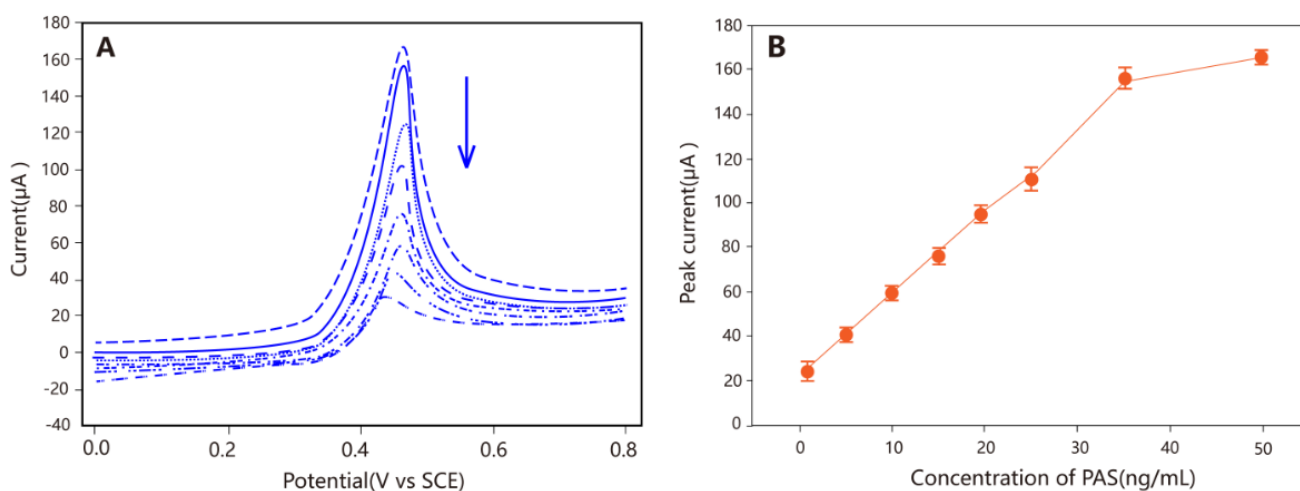 A
Current(μA)
180
160
140
120
100
80
60
40
20
0
-20
-40
0.0 0.2 0.4 0.6 0.8
Potential(V vs SCE)
B
Peak current(μA )
180
160
140
120
100
80
60
40
20
0
0 10 20 30 40 50
Concentration of PAS(ng/mL)